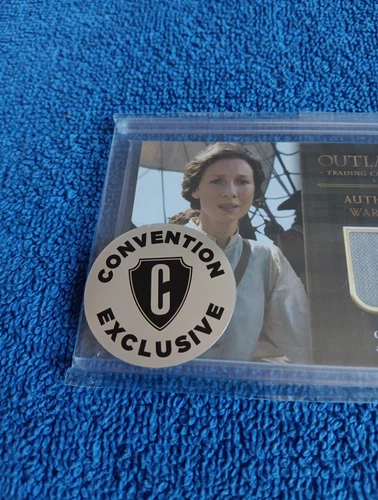 OUTLA
TRADING C
AUTH
WAR
CONVENTION
C
EXCLUSIVE